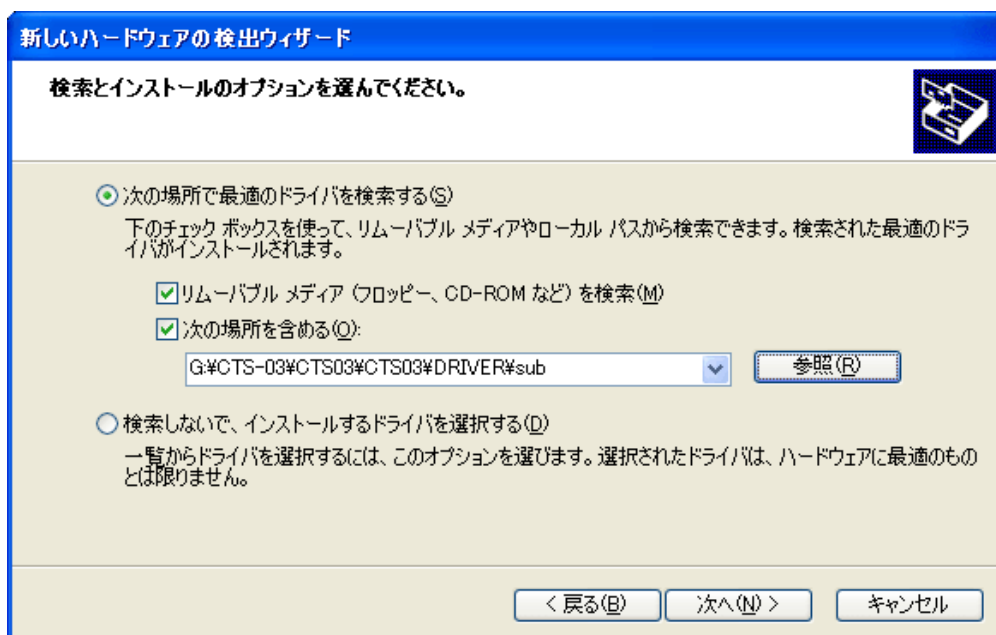 新しいハードウェアの検出ウィザード
検索とインストールのオプションを選んでください。
次の場所で最適のドライバを検索する(S)
下のチェック ボックスを使って、リムーバブル メディアやローカル パスから検索できます。検索された最適のドラ
イバがインストールされます。
リムーバブル メディア (フロッピー、CD-ROM など) を検索(M)
次の場所を含める(O):
G:¥CTS-03¥CTS03¥CTS03¥DRIVER¥sub
参照(R)
検索しないで、インストールするドライバを選択する(D)
一覧からドライバを選択するには、このオプションを選びます。選択されたドライバは、ハードウェアに最適のもの
とは限りません。
< 戻る(B) 次へ(N) > キャンセル